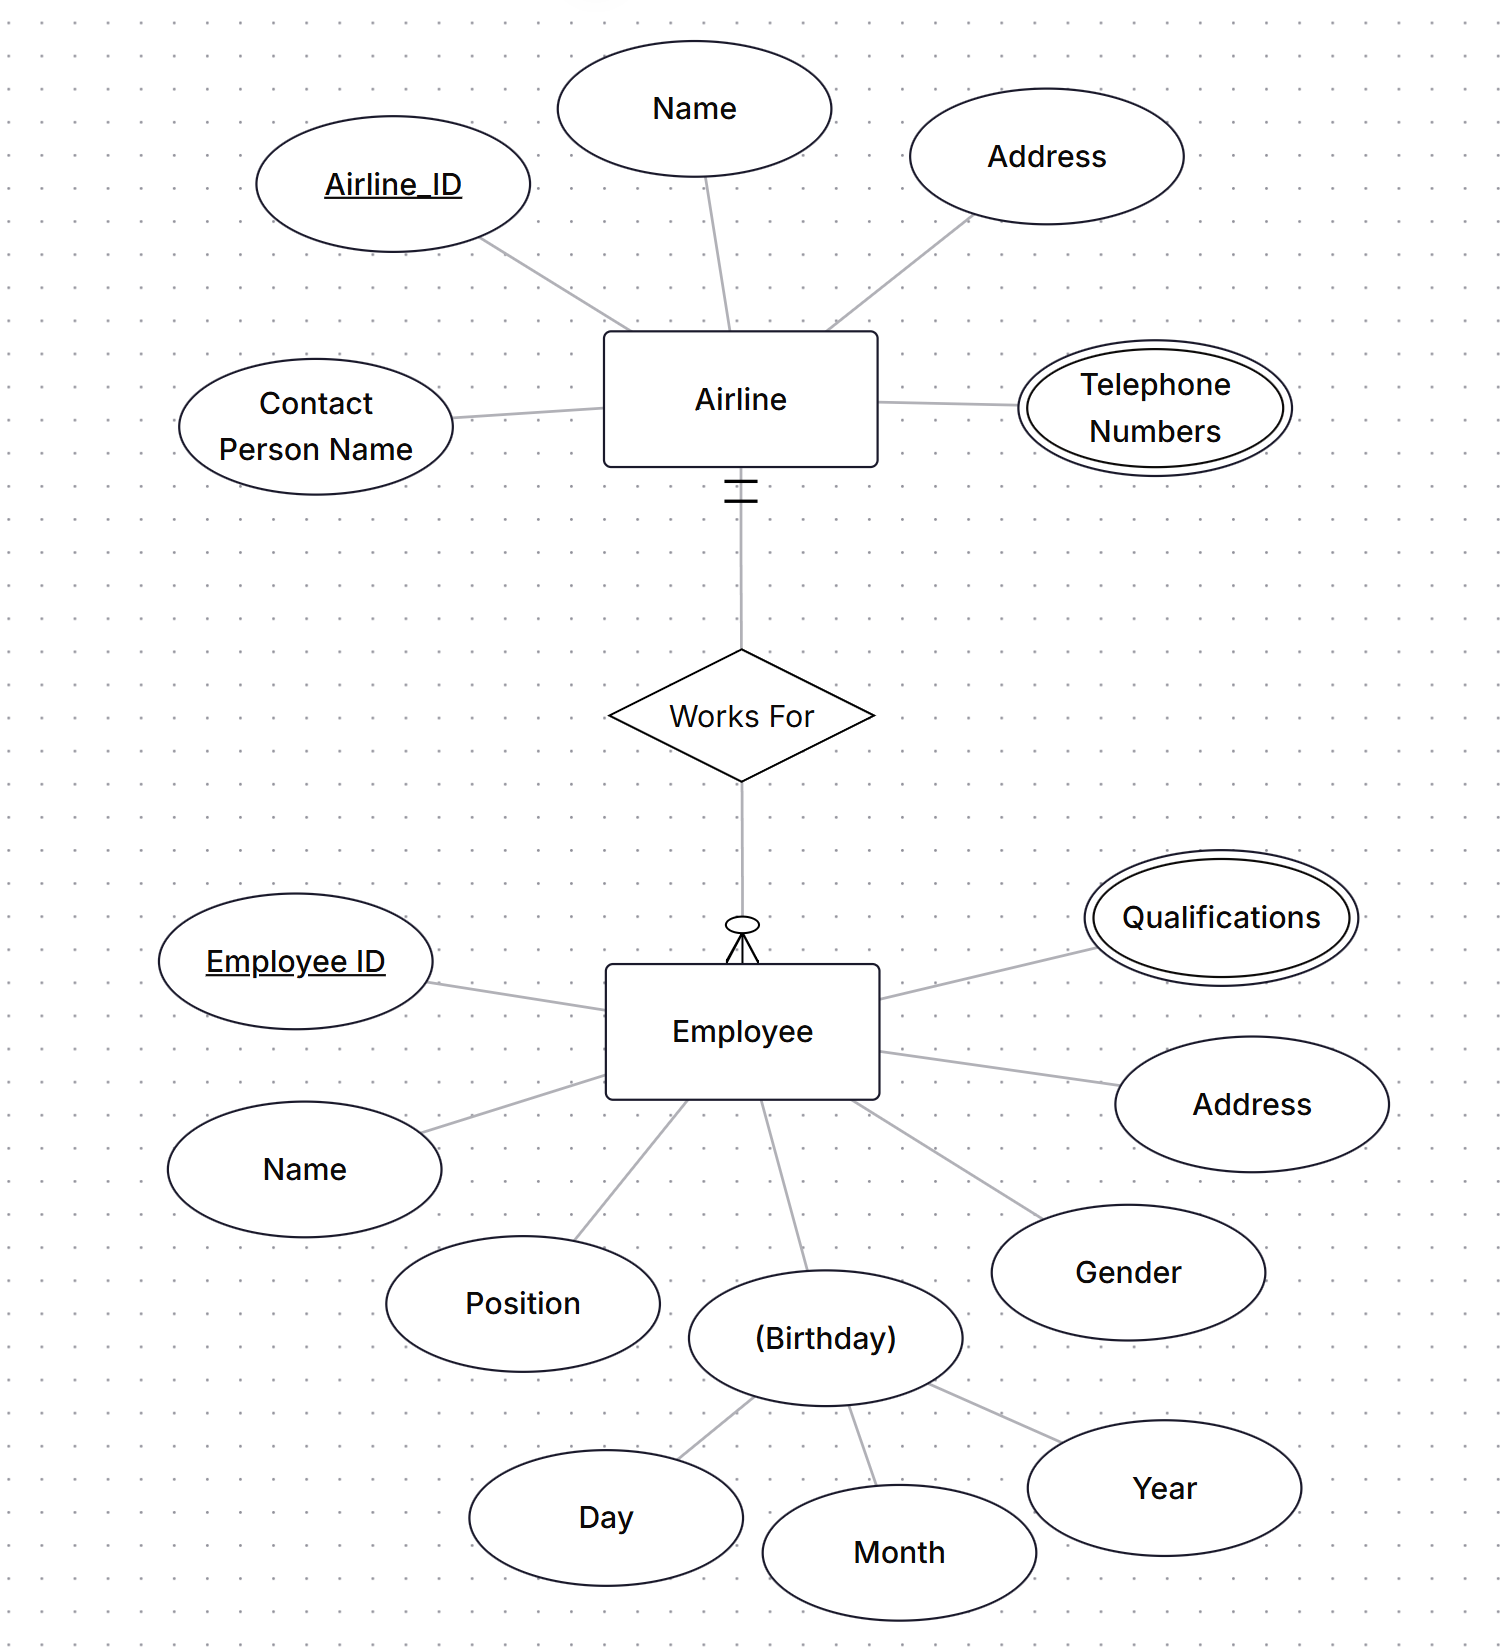 Name
Address
Airline_ID
Airline
Telephone
Numbers
Contact
Person Name
Works For
Qualifications
Employee ID
Employee
Address
Name
Gender
Position
(Birthday)
Year
Day
Month